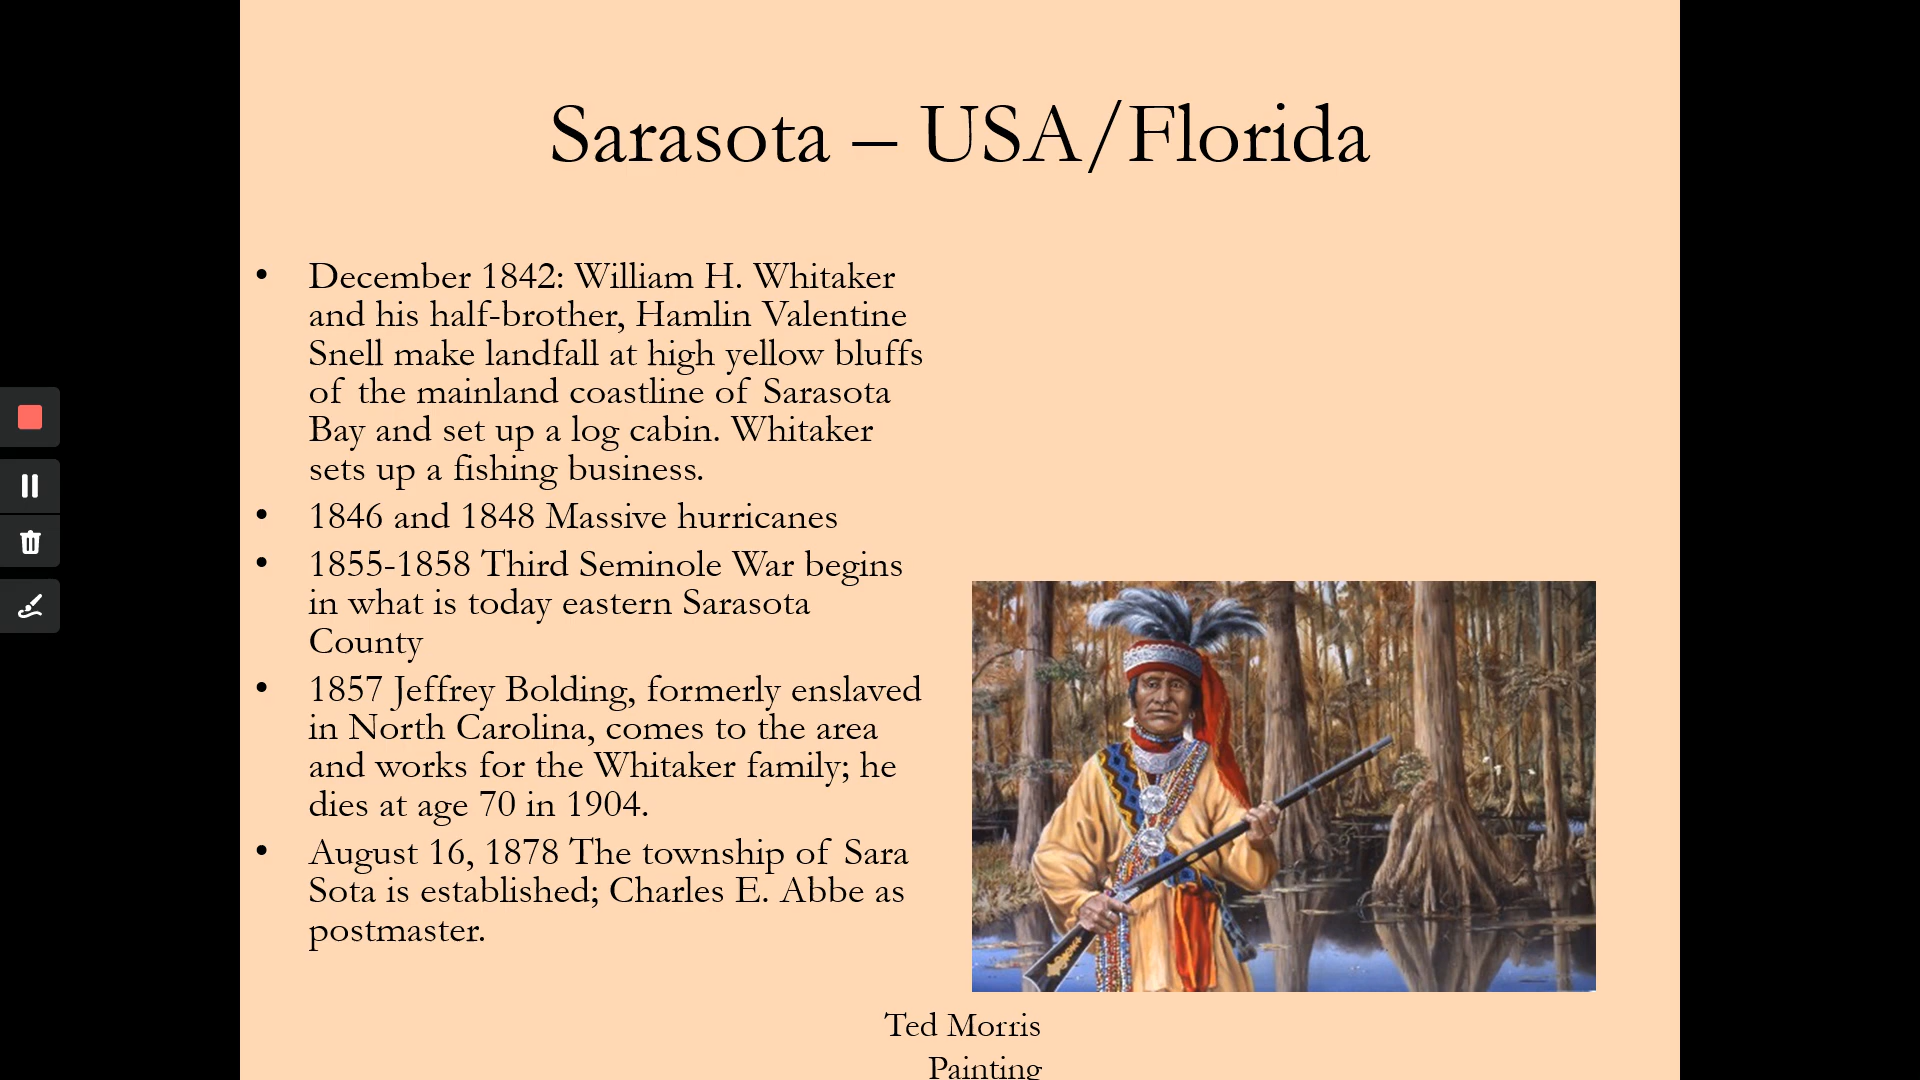 Sarasota – USA/Florida
• December 1842: William H. Whitaker
and his half-brother, Hamlin Valentine
Snell make landfall at high yellow bluffs
of the mainland coastline of Sarasota
Bay and set up a log cabin. Whitaker
sets up a fishing business.
• 1846 and 1848 Massive hurricanes
• 1855-1858 Third Seminole War begins
in what is today eastern Sarasota
County
• 1857 Jeffrey Bolding, formerly enslaved
in North Carolina, comes to the area
and works for the Whitaker family; he
dies at age 70 in 1904.
• August 16, 1878 The township of Sara
Sota is established; Charles E. Abbe as
postmaster.
Ted Morris
Painting